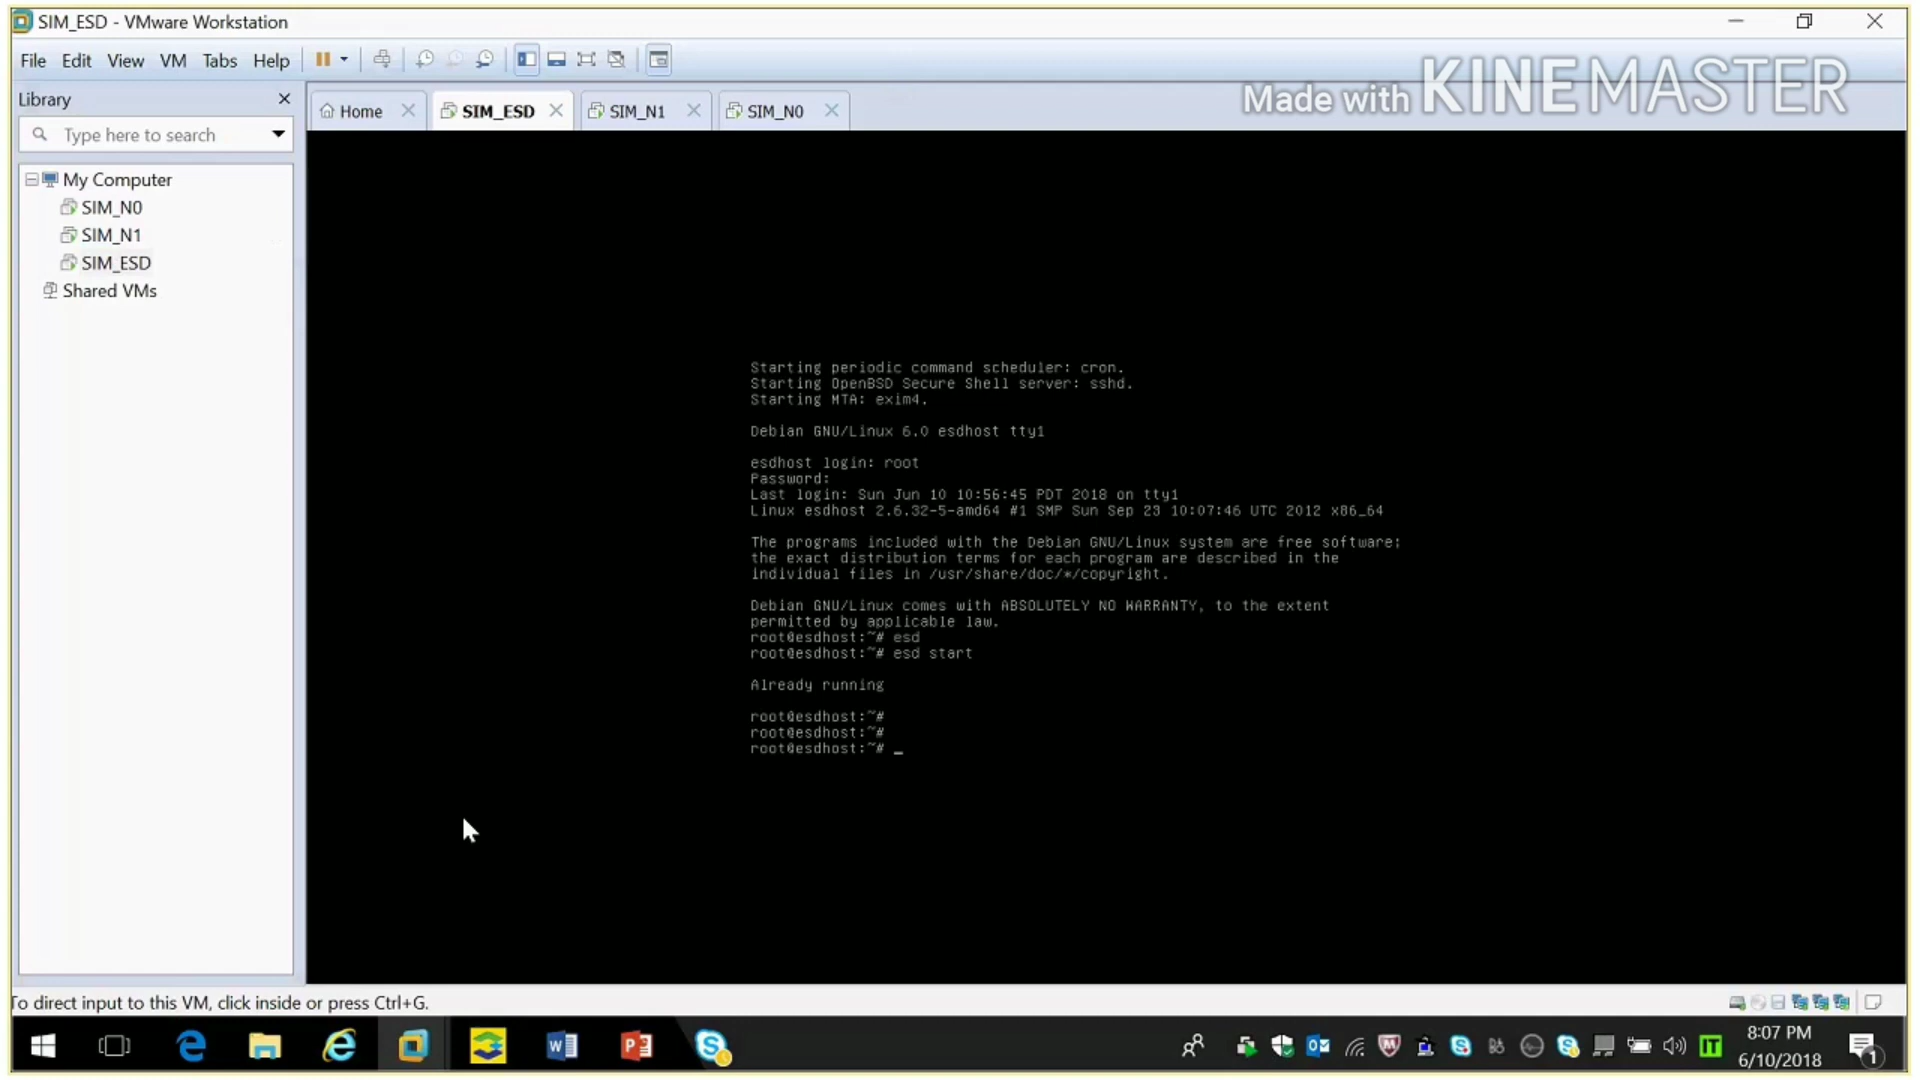 SIM_ESD - VMware Workstation
File Edit View VM Tabs Help
Made with KINEMASTER
Library
Home SIM_ESD SIM_N1 SIM_N0
Type here to search
My Computer
SIM_N0
SIM_N1
SIM_ESD
Shared VMs
Starting periodic command scheduler: cron.
Starting OpenBSD Secure Shell server: sshd.
Starting MTA: exim4.
Debian GNU/Linux 6.0 esdhost tty1
esdhost login: root
Password:
Last login: Sun Jun 10 10:56:45 PDT 2018 on tty1
Linux esdhost 2.6.32-5-amd64 #1 SMP Sun Sep 23 10:07:46 UTC 2012 x86_64
The programs included with the Debian GNU/Linux system are free software;
the exact distribution terms for each program are described in the
individual files in /usr/share/doc/*/copyright.
Debian GNU/Linux comes with ABSOLUTELY NO WARRANTY, to the extent
permitted by applicable law.
root@esdhost:~# esd
root@esdhost:~# esd start
Already running
root@esdhost:~#
root@esdhost:~#
root@esdhost:~# _
To direct input to this VM, click inside or press Ctrl+G.
8:07 PM
6/10/2018
IT
1